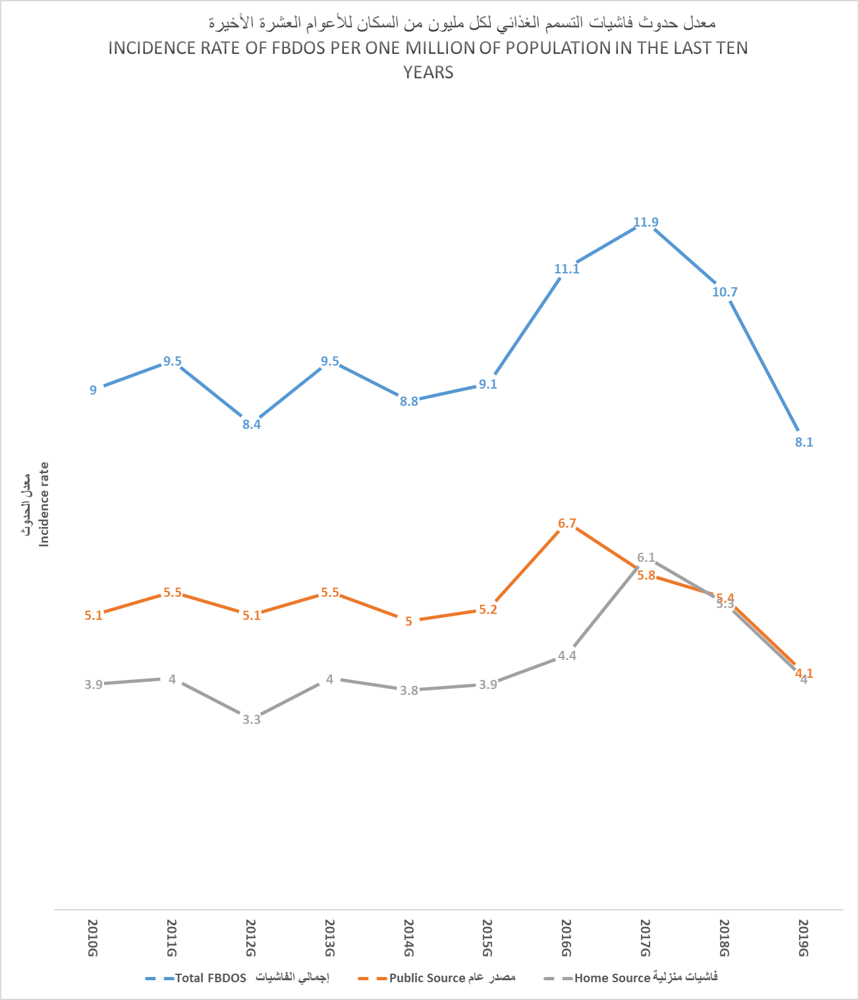 معدل حدوث فاشيات التسمم الغذائي لكل مليون من السكان للأعوام العشرة الأخيرة
INCIDENCE RATE OF FBDOS PER ONE MILLION OF POPULATION IN THE LAST TEN
YEARS
معدل الحدوث
Incidence rate
9
9.5
8.4
9.5
8.8
9.1
11.1
11.9
10.7
8.1
5.1
5.5
5.1
5.5
5
5.2
6.7
5.8
5.4
4.1
3.9
4
3.3
4
3.8
3.9
4.4
6.1
5.3
4
2010G
2011G
2012G
2013G
2014G
2015G
2016G
2017G
2018G
2019G
Total FBDOS إجمالي الفاشيات
Public Source مصدر عام
Home Source فاشيات منزلية